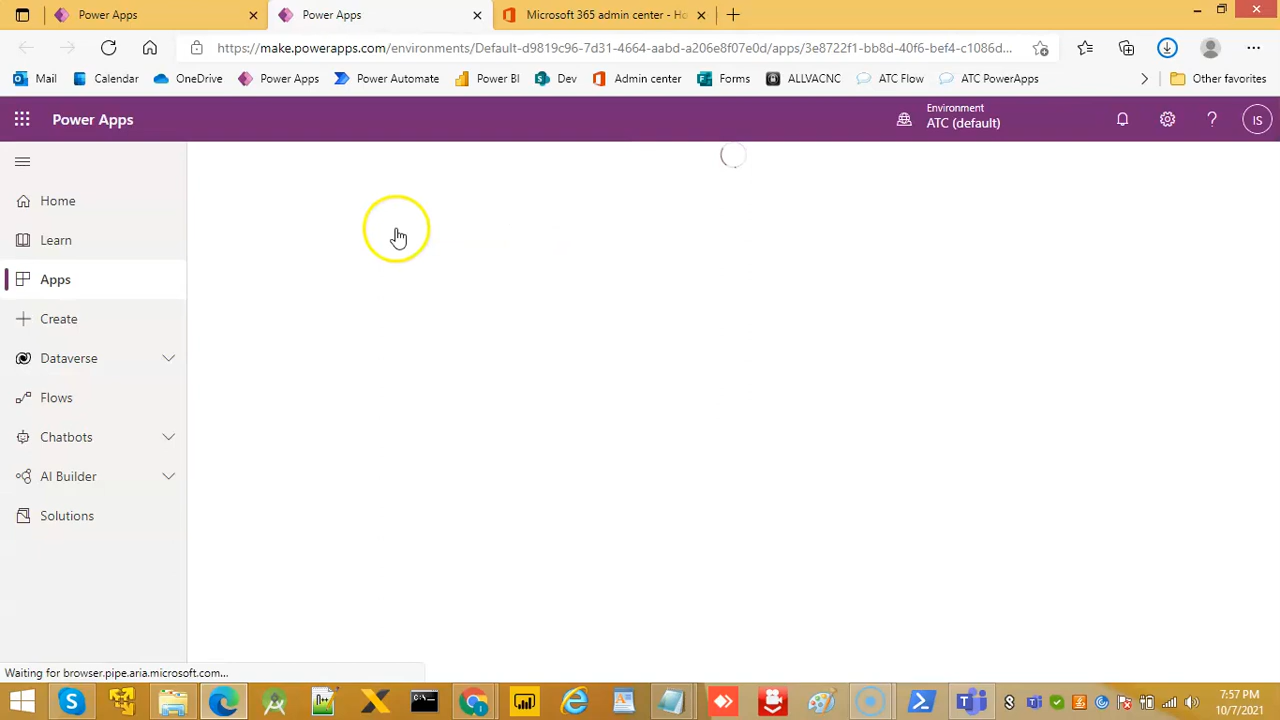 Power Apps
Power Apps
Microsoft 365 admin center - Ho
https://make.powerapps.com/environments/Default-d9819c96-7d31-4664-aabd-a206e8f07e0d/apps/3e8722f1-bb8d-40f6-bef4-c1086d...
Mail
Calendar
OneDrive
Power Apps
Power Automate
Power BI
Dev
Admin center
Forms
ALLVACNC
ATC Flow
ATC PowerApps
Other favorites
Power Apps
Environment
ATC (default)
IS
Home
Learn
Apps
Create
Dataverse
Flows
Chatbots
AI Builder
Solutions
Waiting for browser.pipe.aria.microsoft.com...
7:57 PM
10/7/2021